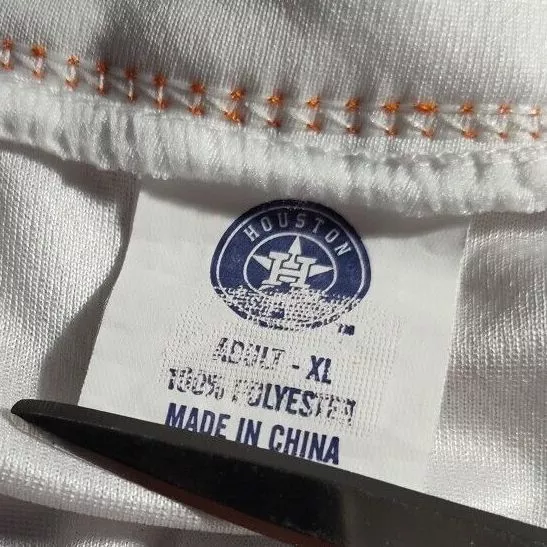 HOUSTON
H
ADULT - XL
100% POLYESTER
MADE IN CHINA